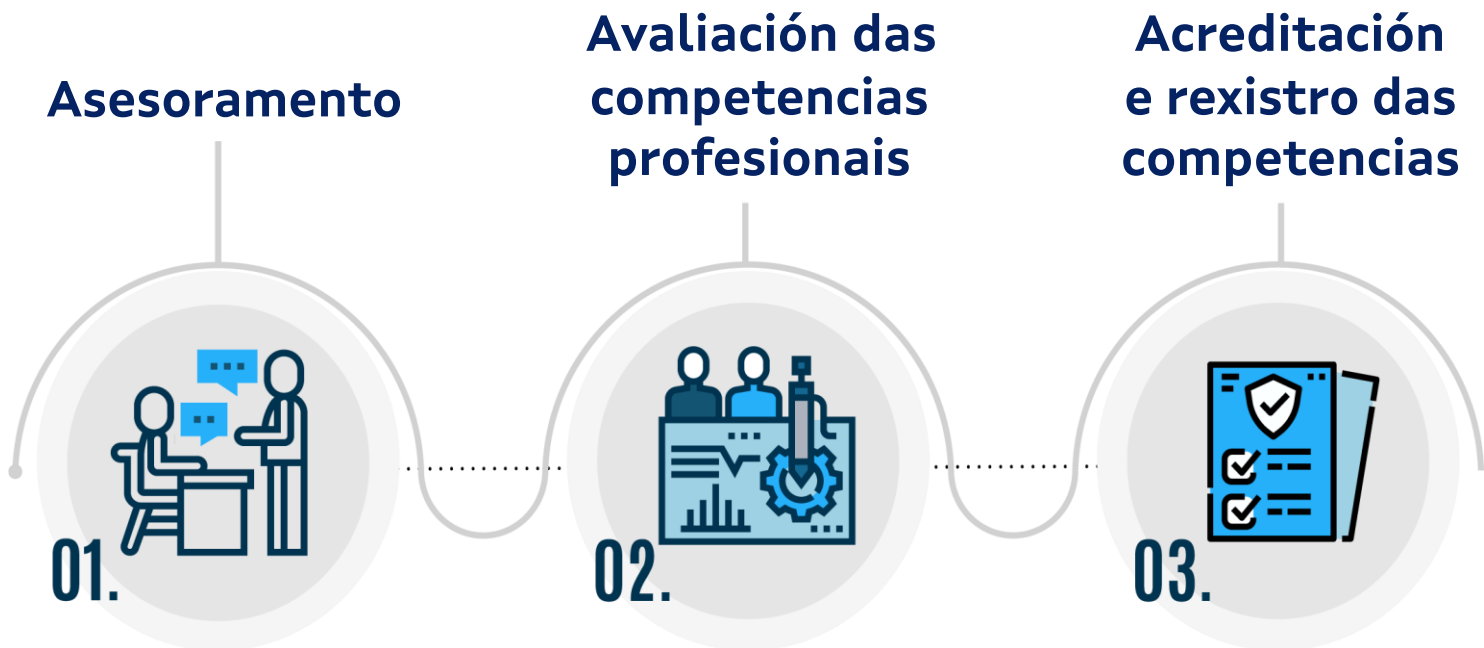 Asesoramento
01.
Avaliación das
competencias
profesionais
02.
Acreditación
e rexistro das
competencias
03.